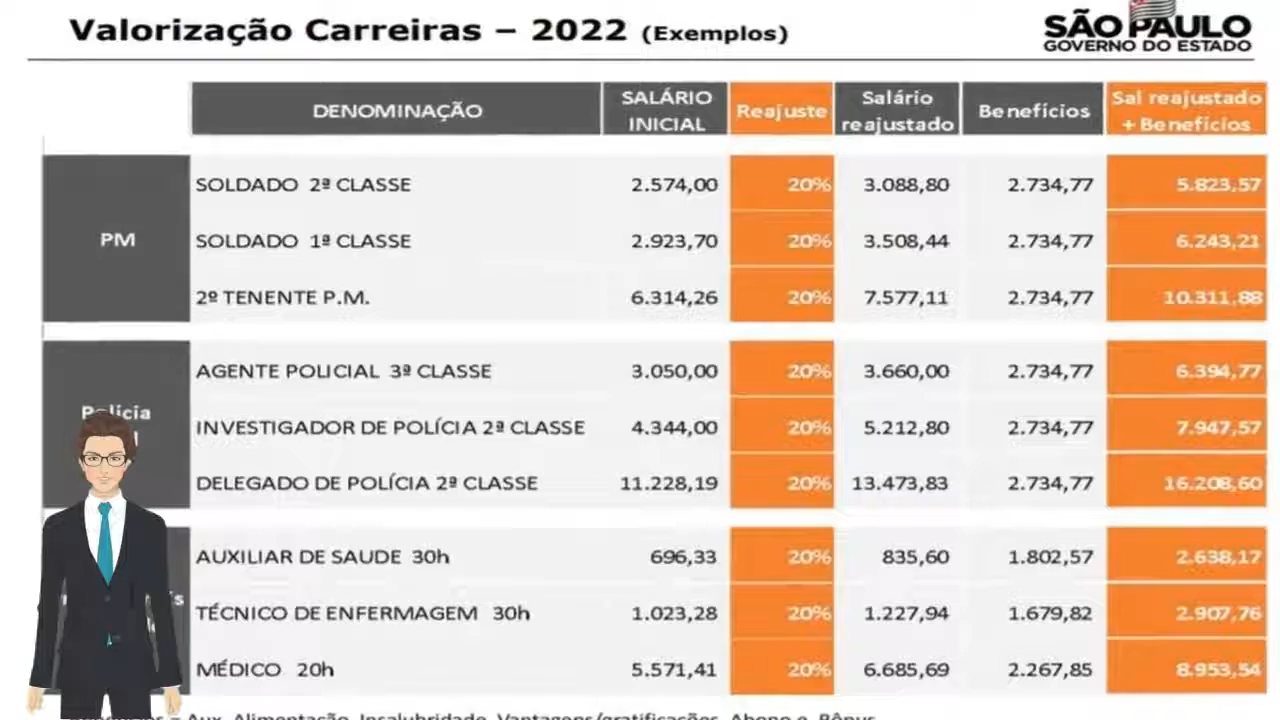 Valorização Carreiras – 2022 (Exemplos)
SÃO PAULO
GOVERNO DO ESTADO
DENOMINAÇÃO SALÁRIO INICIAL Reajuste Salário reajustado Benefícios Sal reajustado + Benefícios
PM
SOLDADO 2ª CLASSE 2.574,00 20% 3.088,80 2.734,77 5.823,57
SOLDADO 1ª CLASSE 2.923,70 20% 3.508,44 2.734,77 6.243,21
2º TENENTE P.M. 6.314,26 20% 7.577,11 2.734,77 10.311,88
Polícia
AGENTE POLICIAL 3ª CLASSE 3.050,00 20% 3.660,00 2.734,77 6.394,77
INVESTIGADOR DE POLÍCIA 2ª CLASSE 4.344,00 20% 5.212,80 2.734,77 7.947,57
DELEGADO DE POLÍCIA 2ª CLASSE 11.228,19 20% 13.473,83 2.734,77 16.208,60
AUXILIAR DE SAUDE 30h 696,33 20% 835,60 1.802,57 2.638,17
TÉCNICO DE ENFERMAGEM 30h 1.023,28 20% 1.227,94 1.679,82 2.907,76
MÉDICO 20h 5.571,41 20% 6.685,69 2.267,85 8.953,54
– Aux. Alimentação, Insalubridade, Vantagens/gratificações, Abono e Bônus